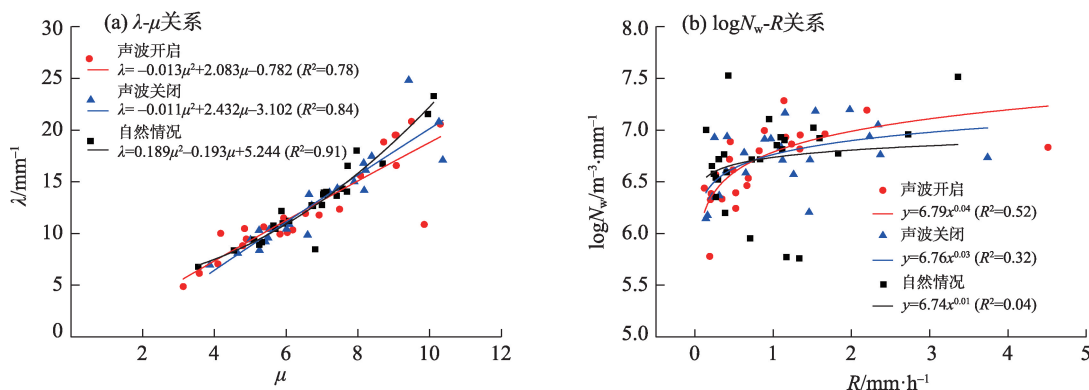 (a) λ-μ关系
声波开启
λ= −0.013μ²+2.083μ−0.782 (R²=0.78)
声波关闭
λ= −0.011μ²+2.432μ−3.102 (R²=0.84)
自然情况
λ=0.189μ²−0.193μ+5.244 (R²=0.91)
λ/mm⁻¹
30
25
20
15
10
5
0
2
4
6
8
10
12
μ
(b) logNw-R关系
声波开启
y=6.79x⁰·⁰⁴ (R²=0.52)
声波关闭
y=6.76x⁰·⁰³ (R²=0.32)
自然情况
y=6.74x⁰·⁰¹ (R²=0.04)
logNw/m⁻³·mm⁻¹
8.0
7.5
7.0
6.5
6.0
5.5
5.0
0
1
2
3
4
5
R/mm·h⁻¹